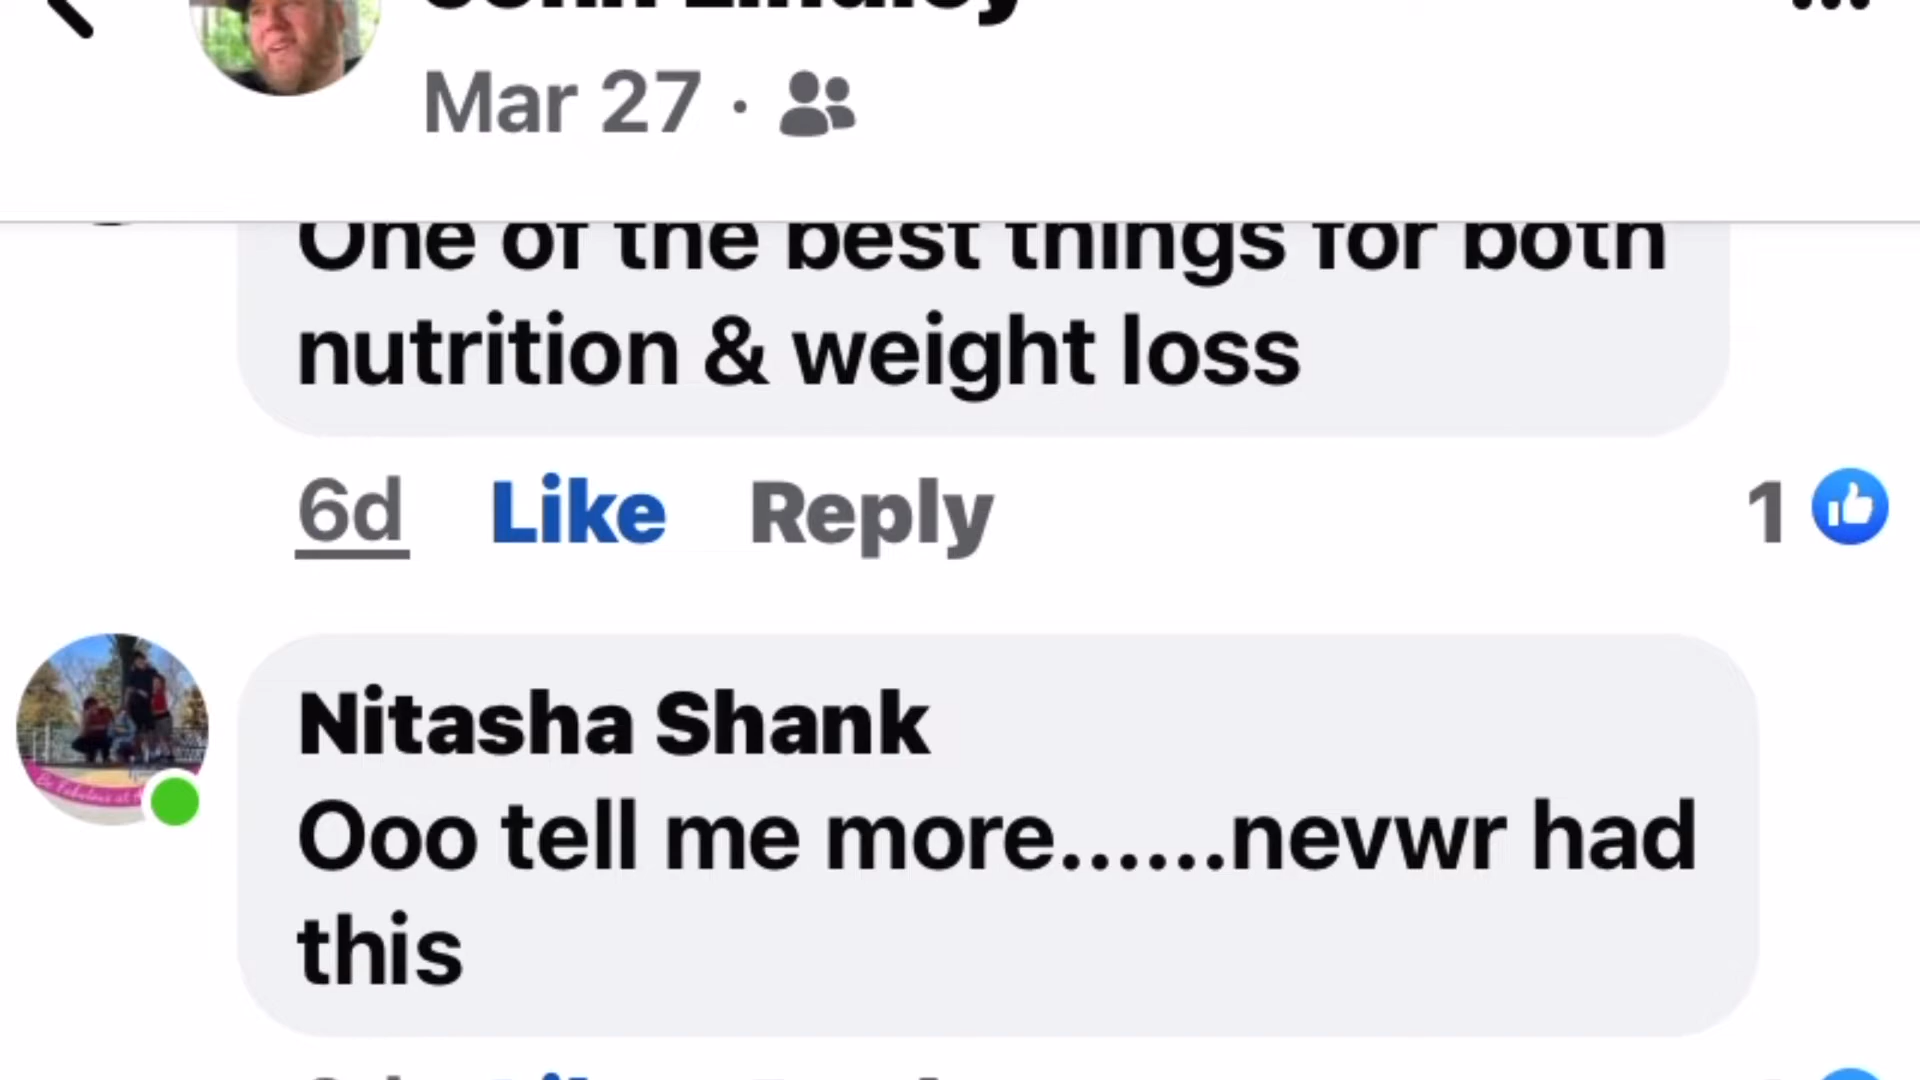 Mar 27 ·
One of the best things for both
nutrition & weight loss
6d Like Reply 1
Nitasha Shank
Ooo tell me more......nevwr had
this